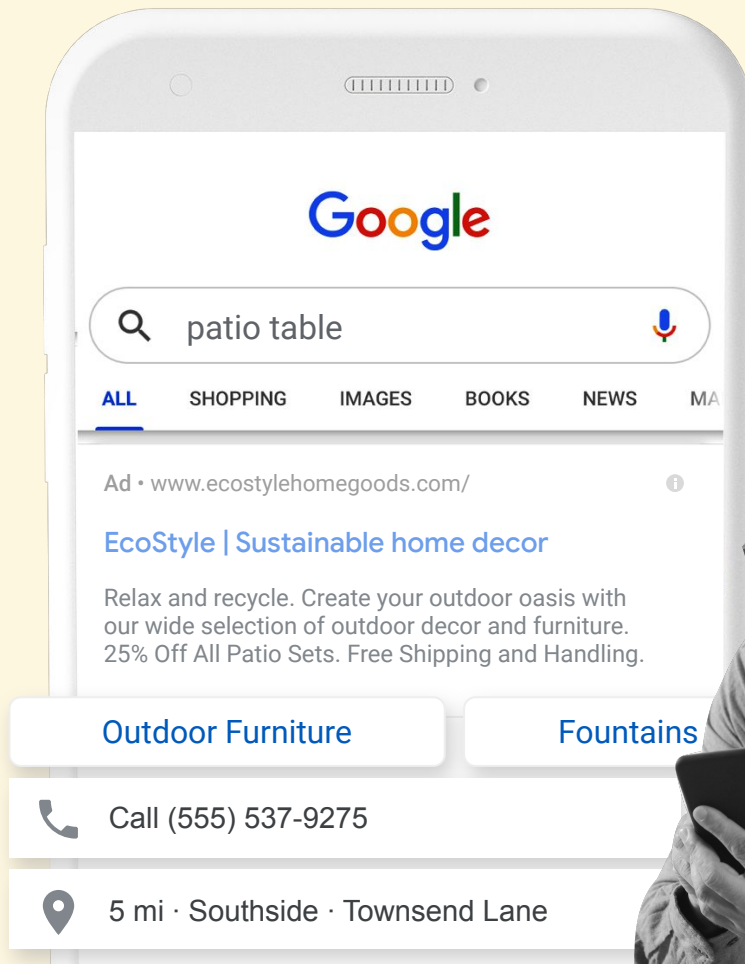 Google
patio table
ALL SHOPPING IMAGES BOOKS NEWS MA
Ad • www.ecostylehomegoods.com/
EcoStyle | Sustainable home decor
Relax and recycle. Create your outdoor oasis with
our wide selection of outdoor decor and furniture.
25% Off All Patio Sets. Free Shipping and Handling.
Outdoor Furniture Fountains
Call (555) 537-9275
5 mi · Southside · Townsend Lane